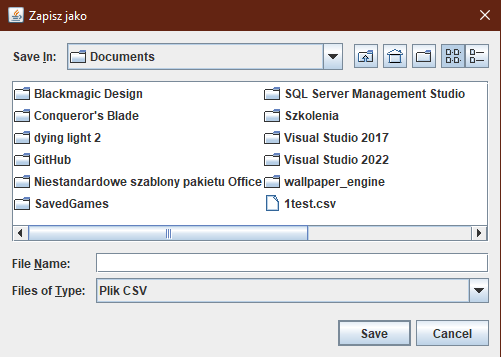 Zapisz jako
Save In: Documents
Blackmagic Design
Conqueror's Blade
dying light 2
GitHub
Niestandardowe szablony pakietu Office
SavedGames
SQL Server Management Studio
Szkolenia
Visual Studio 2017
Visual Studio 2022
wallpaper_engine
1test.csv
File Name:
Files of Type: Plik CSV
Save Cancel